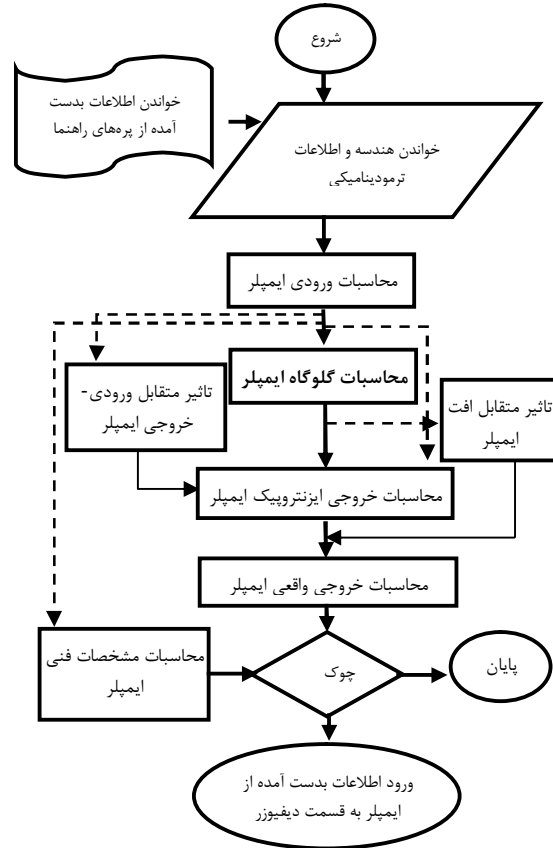 شروع
خواندن اطلاعات بدست
آمده از پره‌های راهنما
خواندن هندسه و اطلاعات
ترمودینامیکی
محاسبات ورودی ایمپلر
محاسبات گلوگاه ایمپلر
تاثیر متقابل ورودی-
خروجی ایمپلر
تاثیر متقابل افت
ایمپلر
محاسبات خروجی ایزنتروپیک ایمپلر
محاسبات خروجی واقعی ایمپلر
محاسبات مشخصات فنی
ایمپلر
چوک
پایان
ورود اطلاعات بدست آمده از
ایمپلر به قسمت دیفیوزر